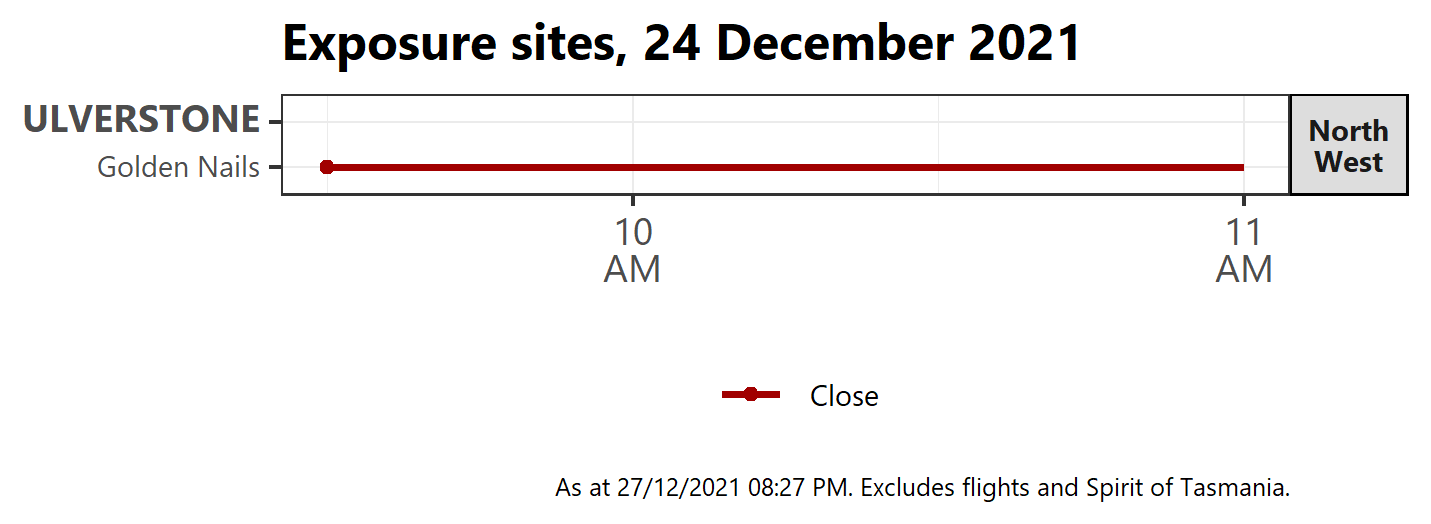 Exposure sites, 24 December 2021
ULVERSTONE
Golden Nails
North
West
10
AM
11
AM
Close
As at 27/12/2021 08:27 PM. Excludes flights and Spirit of Tasmania.